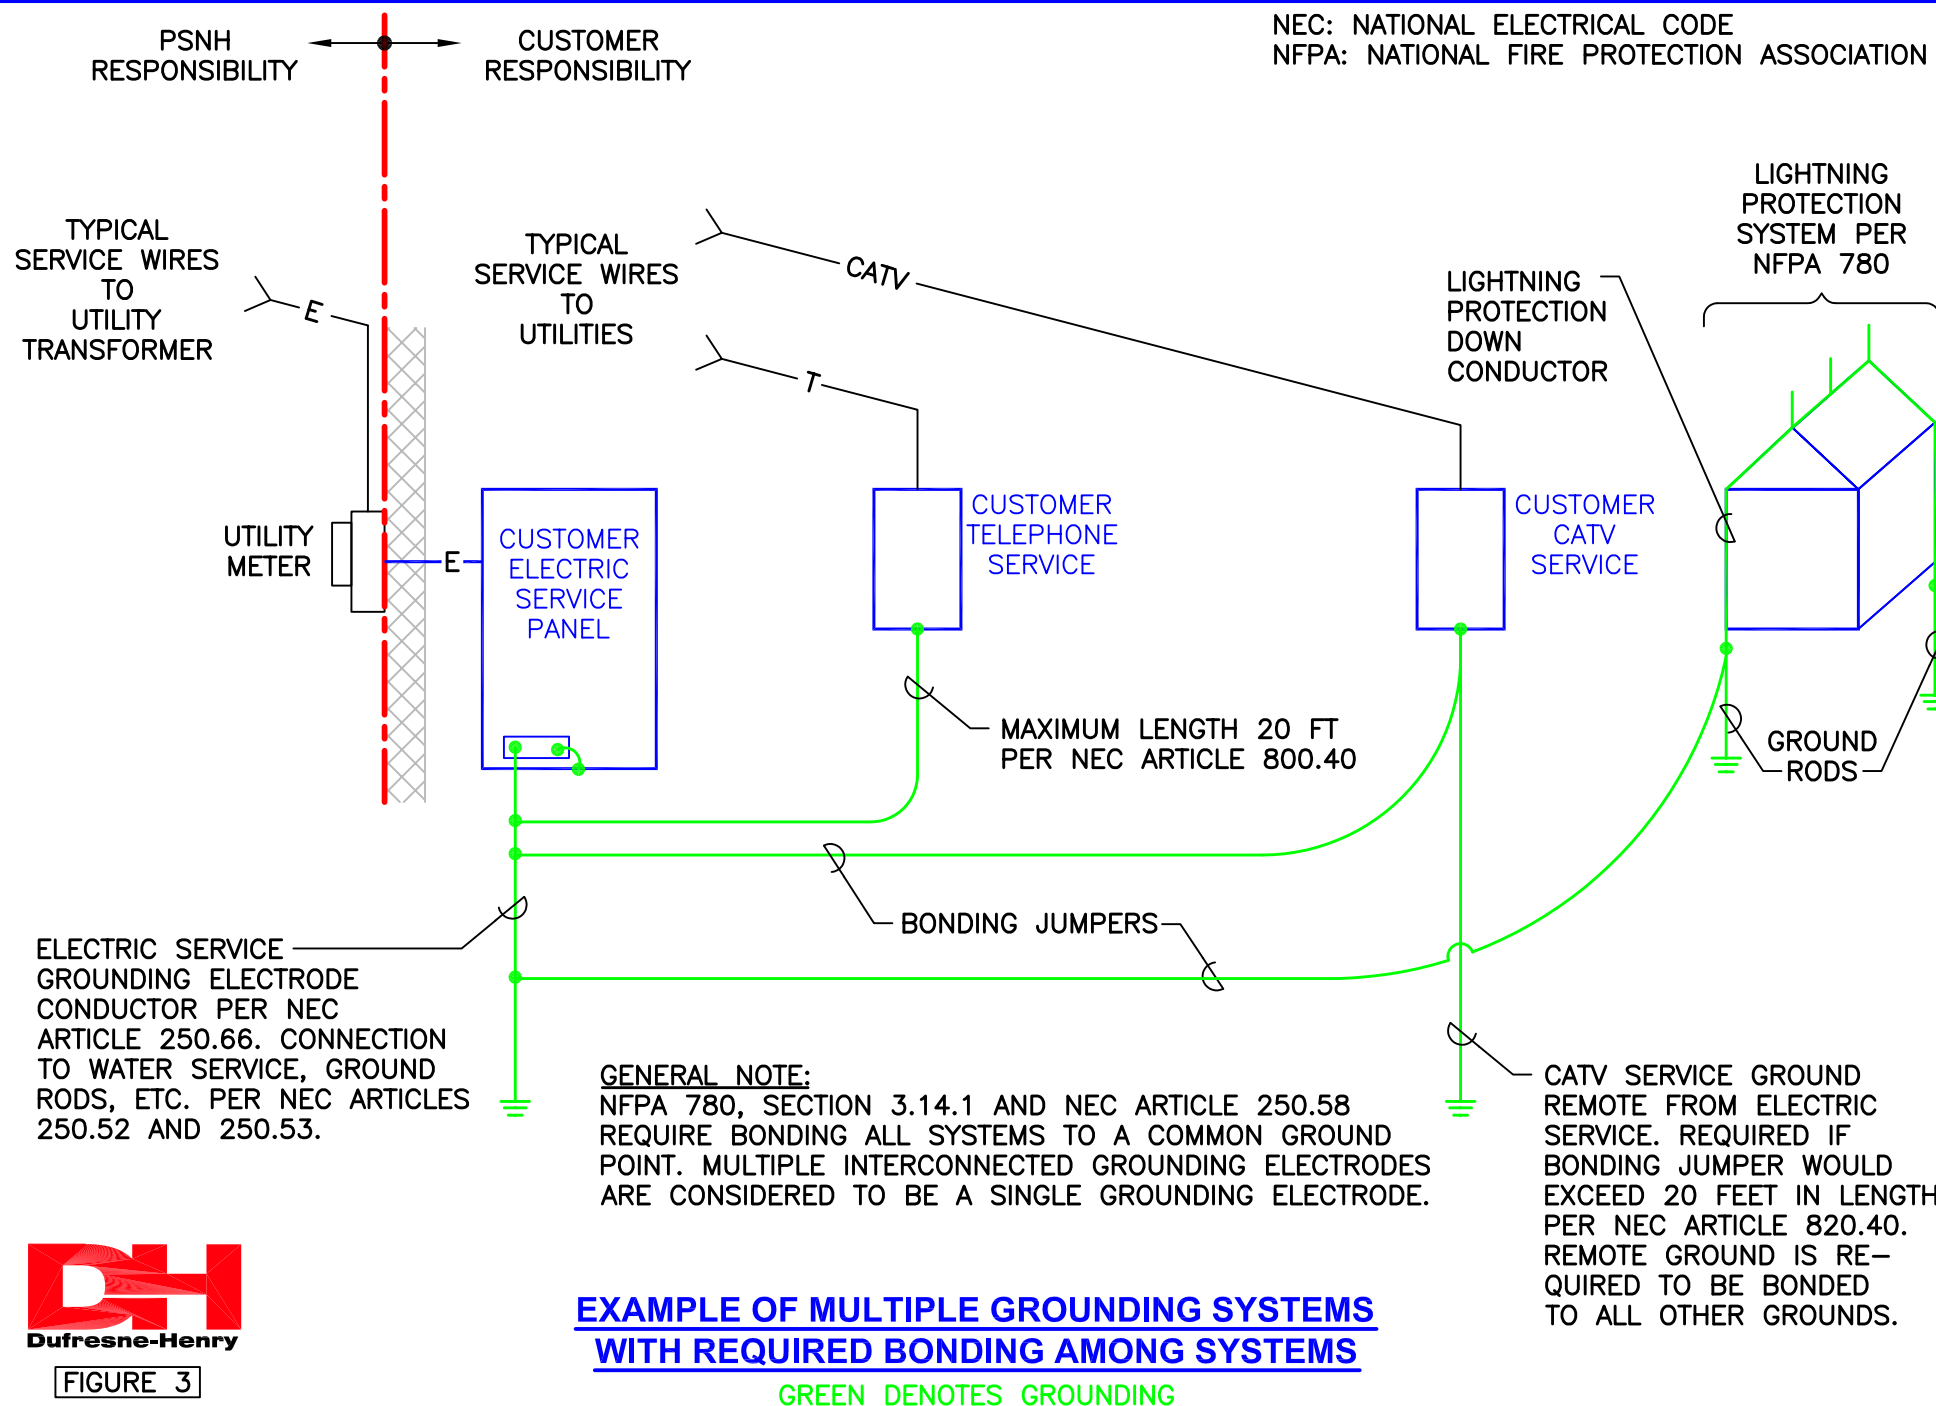 PSNH
RESPONSIBILITY
CUSTOMER
RESPONSIBILITY
NEC: NATIONAL ELECTRICAL CODE
NFPA: NATIONAL FIRE PROTECTION ASSOCIATION
TYPICAL
SERVICE WIRES
TO
UTILITY
TRANSFORMER
E
TYPICAL
SERVICE WIRES
TO
UTILITIES
CATV
T
LIGHTNING
PROTECTION
DOWN
CONDUCTOR
LIGHTNING
PROTECTION
SYSTEM PER
NFPA 780
UTILITY
METER
E
CUSTOMER
ELECTRIC
SERVICE
PANEL
CUSTOMER
TELEPHONE
SERVICE
CUSTOMER
CATV
SERVICE
MAXIMUM LENGTH 20 FT
PER NEC ARTICLE 800.40
GROUND
RODS
BONDING JUMPERS
ELECTRIC SERVICE
GROUNDING ELECTRODE
CONDUCTOR PER NEC
ARTICLE 250.66. CONNECTION
TO WATER SERVICE, GROUND
RODS, ETC. PER NEC ARTICLES
250.52 AND 250.53.
GENERAL NOTE:
NFPA 780, SECTION 3.14.1 AND NEC ARTICLE 250.58
REQUIRE BONDING ALL SYSTEMS TO A COMMON GROUND
POINT. MULTIPLE INTERCONNECTED GROUNDING ELECTRODES
ARE CONSIDERED TO BE A SINGLE GROUNDING ELECTRODE.
CATV SERVICE GROUND
REMOTE FROM ELECTRIC
SERVICE. REQUIRED IF
BONDING JUMPER WOULD
EXCEED 20 FEET IN LENGTH
PER NEC ARTICLE 820.40.
REMOTE GROUND IS RE-
QUIRED TO BE BONDED
TO ALL OTHER GROUNDS.
DH
Dufresne-Henry
FIGURE 3
EXAMPLE OF MULTIPLE GROUNDING SYSTEMS
WITH REQUIRED BONDING AMONG SYSTEMS
GREEN DENOTES GROUNDING